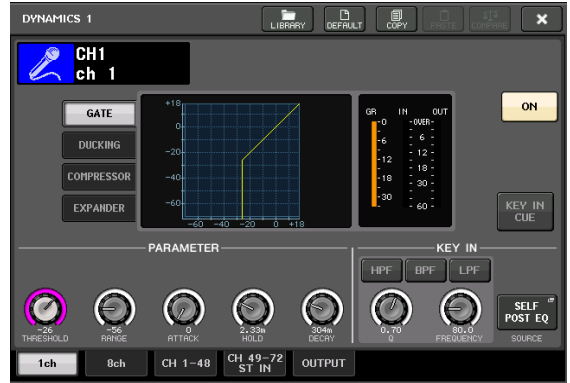 DYNAMICS 1
LIBRARY
DEFAULT
COPY
PASTE
COMPARE
CH1
ch 1
GATE
DUCKING
COMPRESSOR
EXPANDER
+18
0
-20
-40
-60
-60 -40 -20 0 +18
GR IN OUT
-0 -OVER-
-6 - 6 -
-12 - 12 -
-18 - 18 -
-30 - 30 -
- 60 -
ON
KEY IN
CUE
PARAMETER
-26
THRESHOLD
-56
RANGE
0
ATTACK
2.33m
HOLD
304m
DECAY
KEY IN
HPF
BPF
LPF
0.70
Q
80.0
FREQUENCY
SELF
POST EQ
SOURCE
1ch
8ch
CH 1-48
CH 49-72
ST IN
OUTPUT